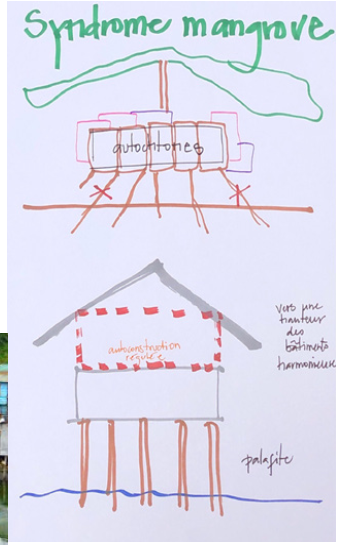 Syndrome mangrove
autochtones
autoconstruction
régulée
vers une
hauteur
des
bâtiments
harmonieuse
palafite